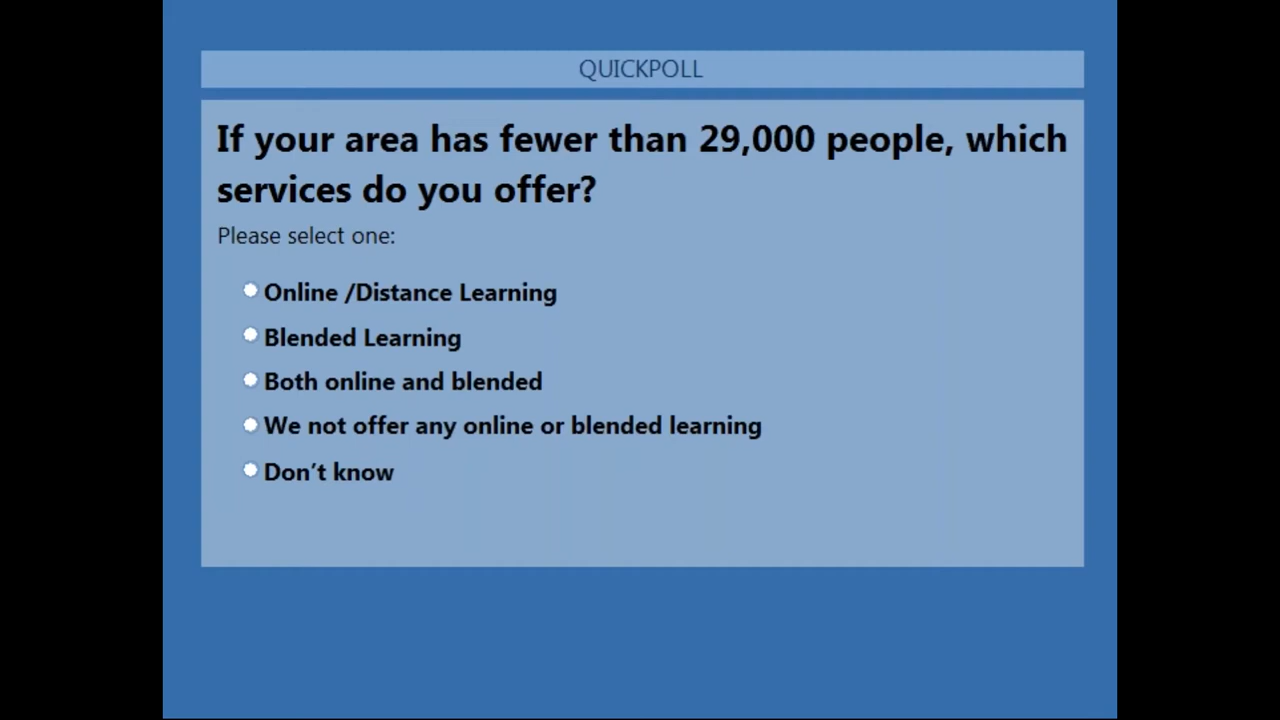 QUICKPOLL
If your area has fewer than 29,000 people, which
services do you offer?
Please select one:
Online /Distance Learning
Blended Learning
Both online and blended
We not offer any online or blended learning
Don’t know